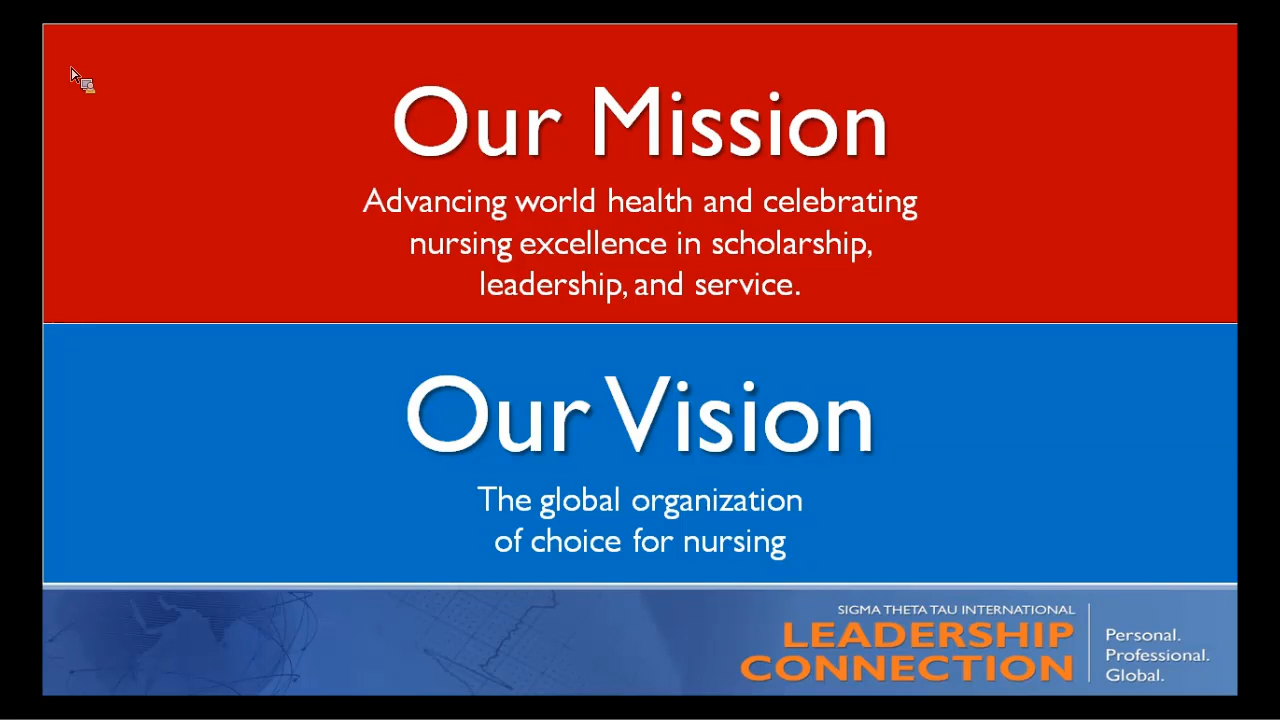 Our Mission
Advancing world health and celebrating
nursing excellence in scholarship,
leadership, and service.
Our Vision
The global organization
of choice for nursing
SIGMA THETA TAU INTERNATIONAL
LEADERSHIP
CONNECTION
Personal.
Professional.
Global.